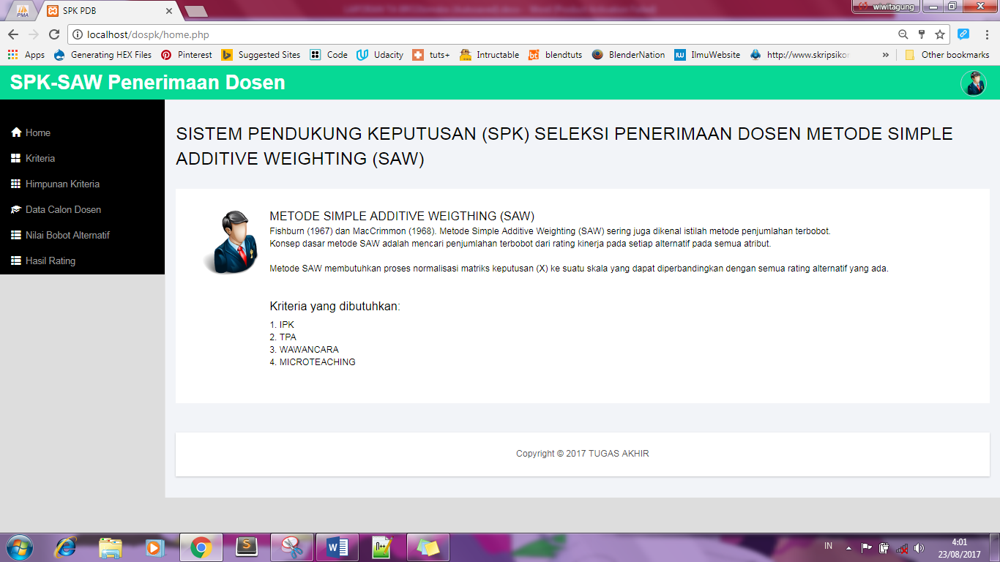 PMA
SPK PDB
wiwitagung
localhost/dospk/home.php
Apps
Generating HEX Files
Pinterest
Suggested Sites
Code
Udacity
tuts+
Intructable
blendtuts
BlenderNation
IlmuWebsite
http://www.skripsiko
»
Other bookmarks
SPK-SAW Penerimaan Dosen
Home
Kriteria
Himpunan Kriteria
Data Calon Dosen
Nilai Bobot Alternatif
Hasil Rating
SISTEM PENDUKUNG KEPUTUSAN (SPK) SELEKSI PENERIMAAN DOSEN METODE SIMPLE
ADDITIVE WEIGHTING (SAW)
METODE SIMPLE ADDITIVE WEIGTHING (SAW)
Fishburn (1967) dan MacCrimmon (1968). Metode Simple Additive Weighting (SAW) sering juga dikenal istilah metode penjumlahan terbobot.
Konsep dasar metode SAW adalah mencari penjumlahan terbobot dari rating kinerja pada setiap alternatif pada semua atribut.
Metode SAW membutuhkan proses normalisasi matriks keputusan (X) ke suatu skala yang dapat diperbandingkan dengan semua rating alternatif yang ada.
Kriteria yang dibutuhkan:
1. IPK
2. TPA
3. WAWANCARA
4. MICROTEACHING
Copyright © 2017 TUGAS AKHIR
IN
4:01
23/08/2017